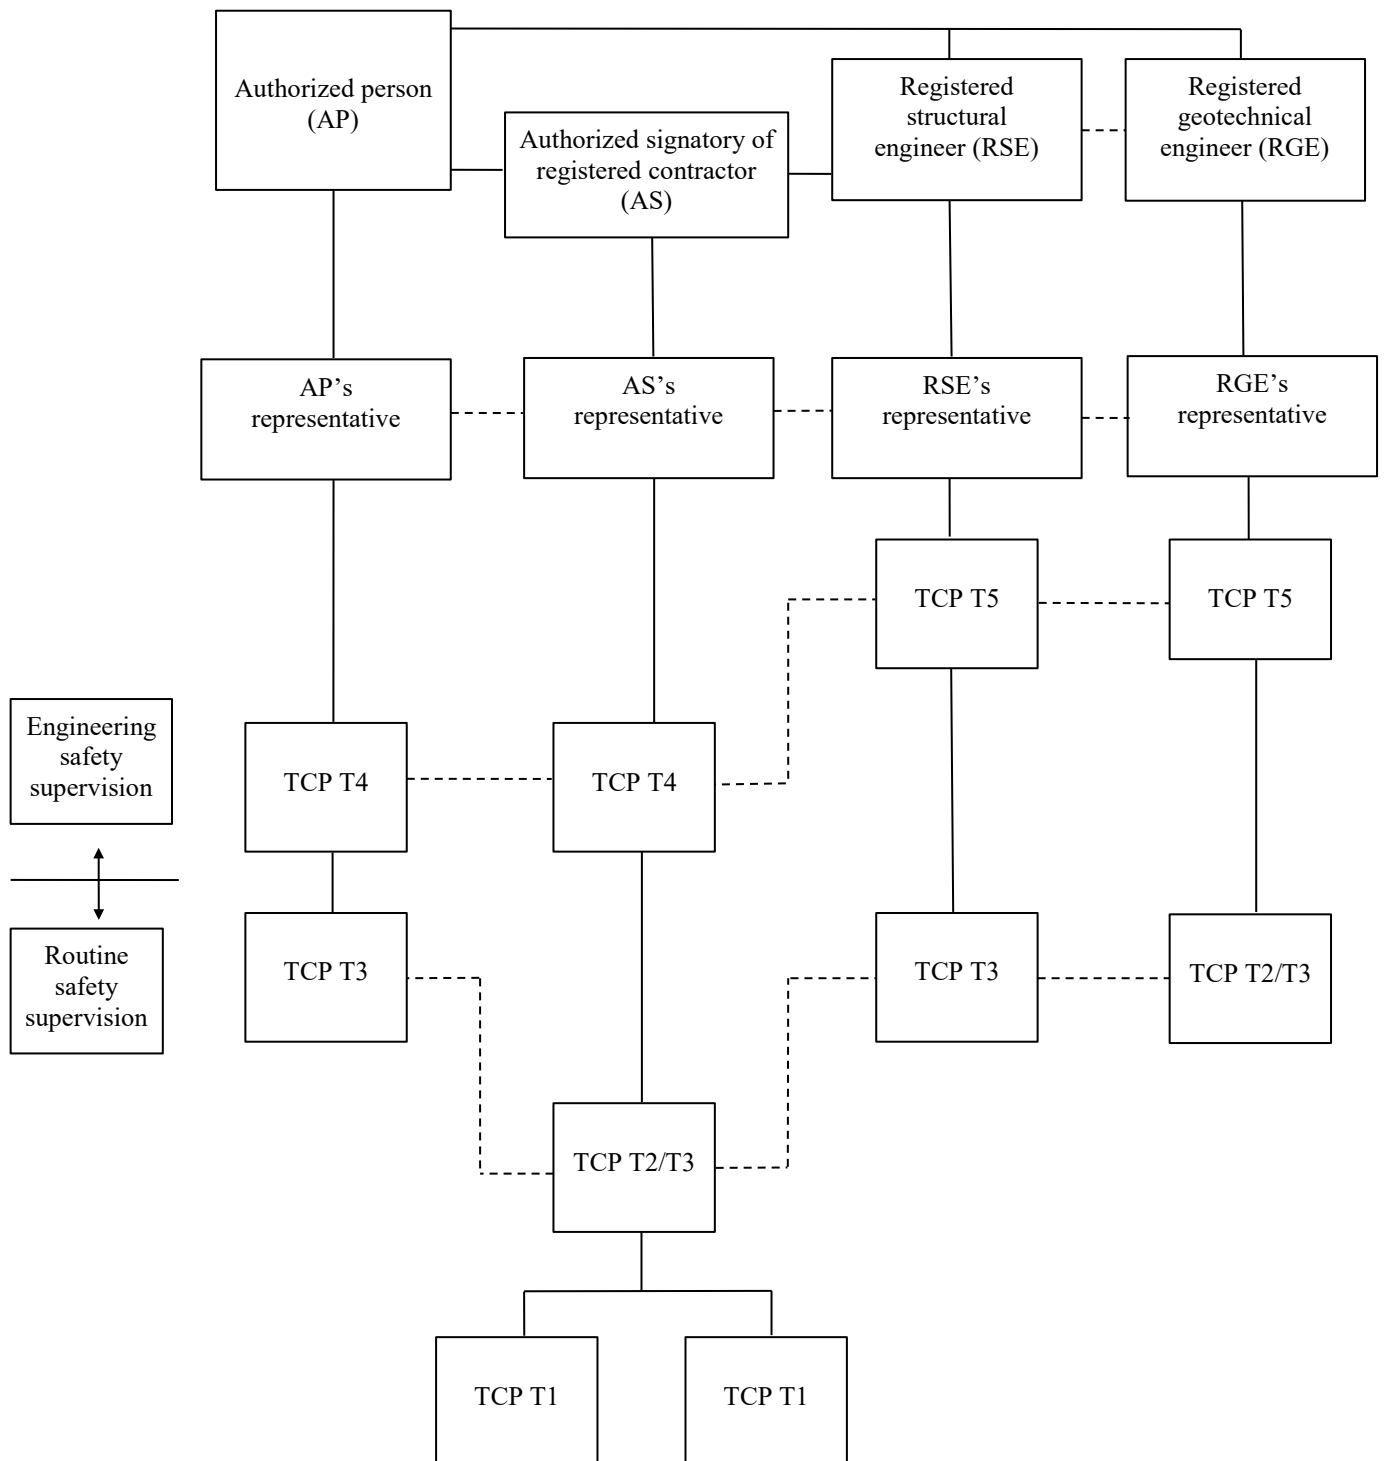 Authorized person
(AP)
Authorized signatory of
registered contractor
(AS)
Registered
structural
engineer (RSE)
Registered
geotechnical
engineer (RGE)
AP’s
representative
AS’s
representative
RSE’s
representative
RGE’s
representative
TCP T5
TCP T5
Engineering
safety
supervision
TCP T4
TCP T4
Routine
safety
supervision
TCP T3
TCP T3
TCP T2/T3
TCP T2/T3
TCP T1
TCP T1